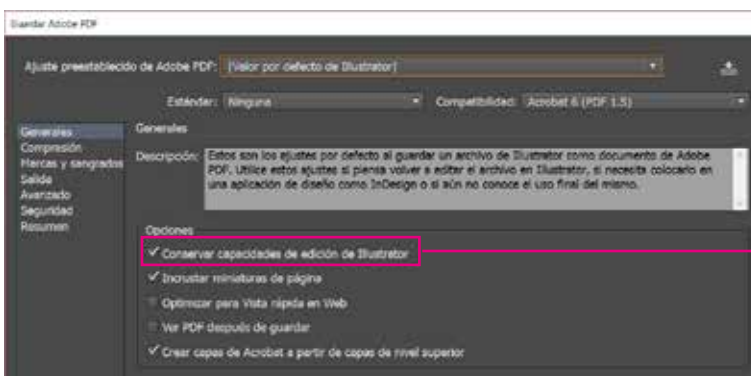 Guardar Adobe PDF
Ajuste preestablecido de Adobe PDF: [Valor por defecto de Illustrator]
Estándar: Ninguna Compatibilidad: Acrobat 6 (PDF 1.5)
Generales
Compresión
Marcas y sangrados
Salida
Avanzado
Seguridad
Resumen
Generales
Descripción: Estos son los ajustes por defecto al guardar un archivo de Illustrator como documento de Adobe
PDF. Utilice estos ajustes si piensa volver a editar el archivo en Illustrator, si necesita colocarlo en
una aplicación de diseño como InDesign o si aún no conoce el uso final del mismo.
Opciones
Conservar capacidades de edición de Illustrator
Incrustar miniaturas de página
Optimizar para Vista rápida en Web
Ver PDF después de guardar
Crear capas de Acrobat a partir de capas de nivel superior